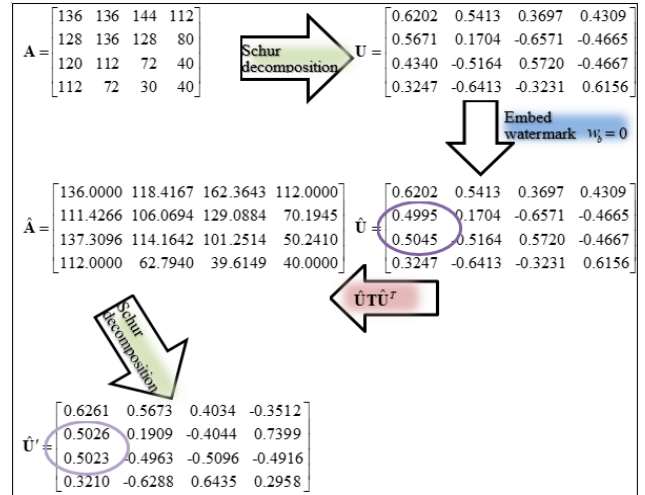 A = [136 136 144 112
128 136 128 80
120 112 72 40
112 72 30 40]
Schur
decomposition
U = [0.6202 0.5413 0.3697 0.4309
0.5671 0.1704 -0.6571 -0.4665
0.4340 -0.5164 0.5720 -0.4667
0.3247 -0.6413 -0.3231 0.6156]
Embed
watermark w_b = 0
Â = [136.0000 118.4167 162.3643 112.0000
111.4266 106.0694 129.0884 70.1945
137.3096 114.1642 101.2514 50.2410
112.0000 62.7940 39.6149 40.0000]
Û = [0.6202 0.5413 0.3697 0.4309
0.4995 0.1704 -0.6571 -0.4665
0.5045 -0.5164 0.5720 -0.4667
0.3247 -0.6413 -0.3231 0.6156]
ÛTÛ^T
Schur
decomposition
Û′ = [0.6261 0.5673 0.4034 -0.3512
0.5026 0.1909 -0.4044 0.7399
0.5023 -0.4963 -0.5096 -0.4916
0.3210 -0.6288 0.6435 0.2958]